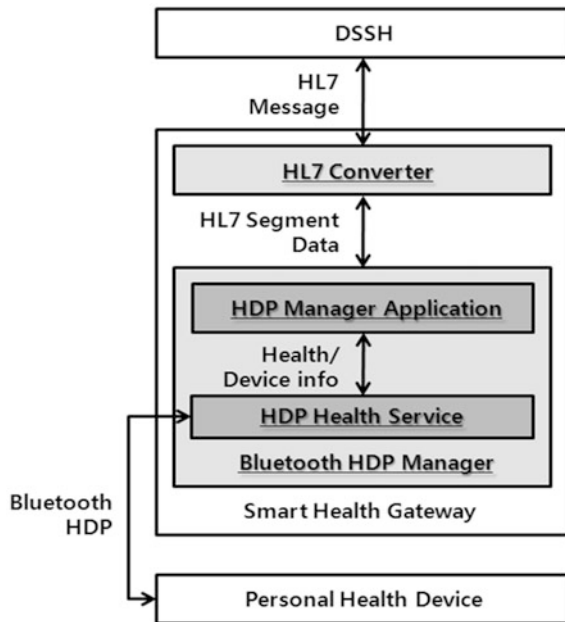 DSSH
HL7
Message
HL7 Converter
HL7 Segment
Data
HDP Manager Application
Health/
Device info
HDP Health Service
Bluetooth HDP Manager
Bluetooth
HDP
Smart Health Gateway
Personal Health Device